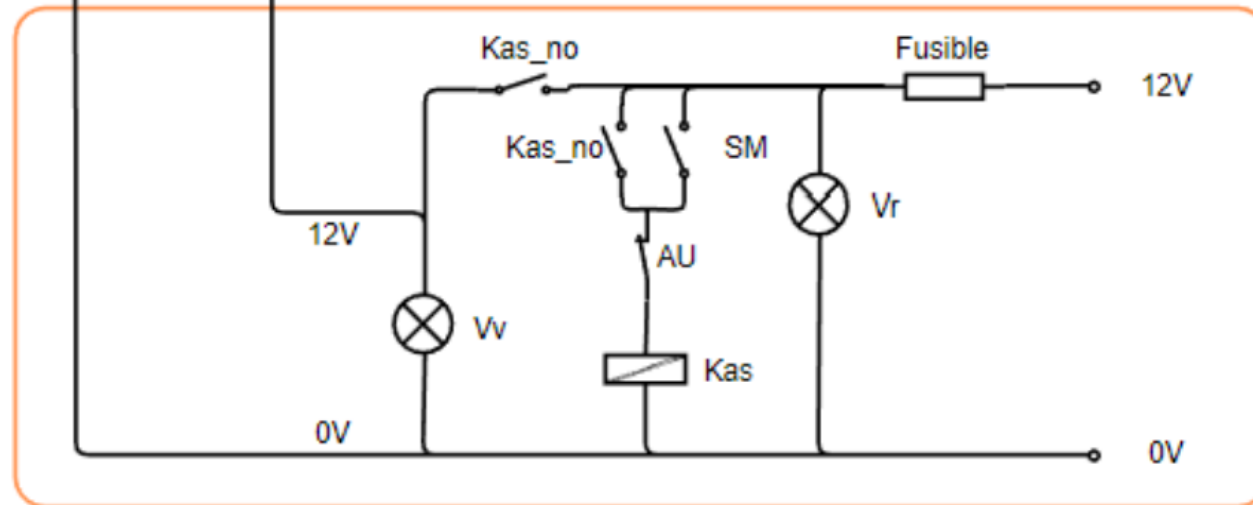 Kas_no
Fusible
12V
Kas_no
SM
Vr
12V
AU
Vv
Kas
0V
0V